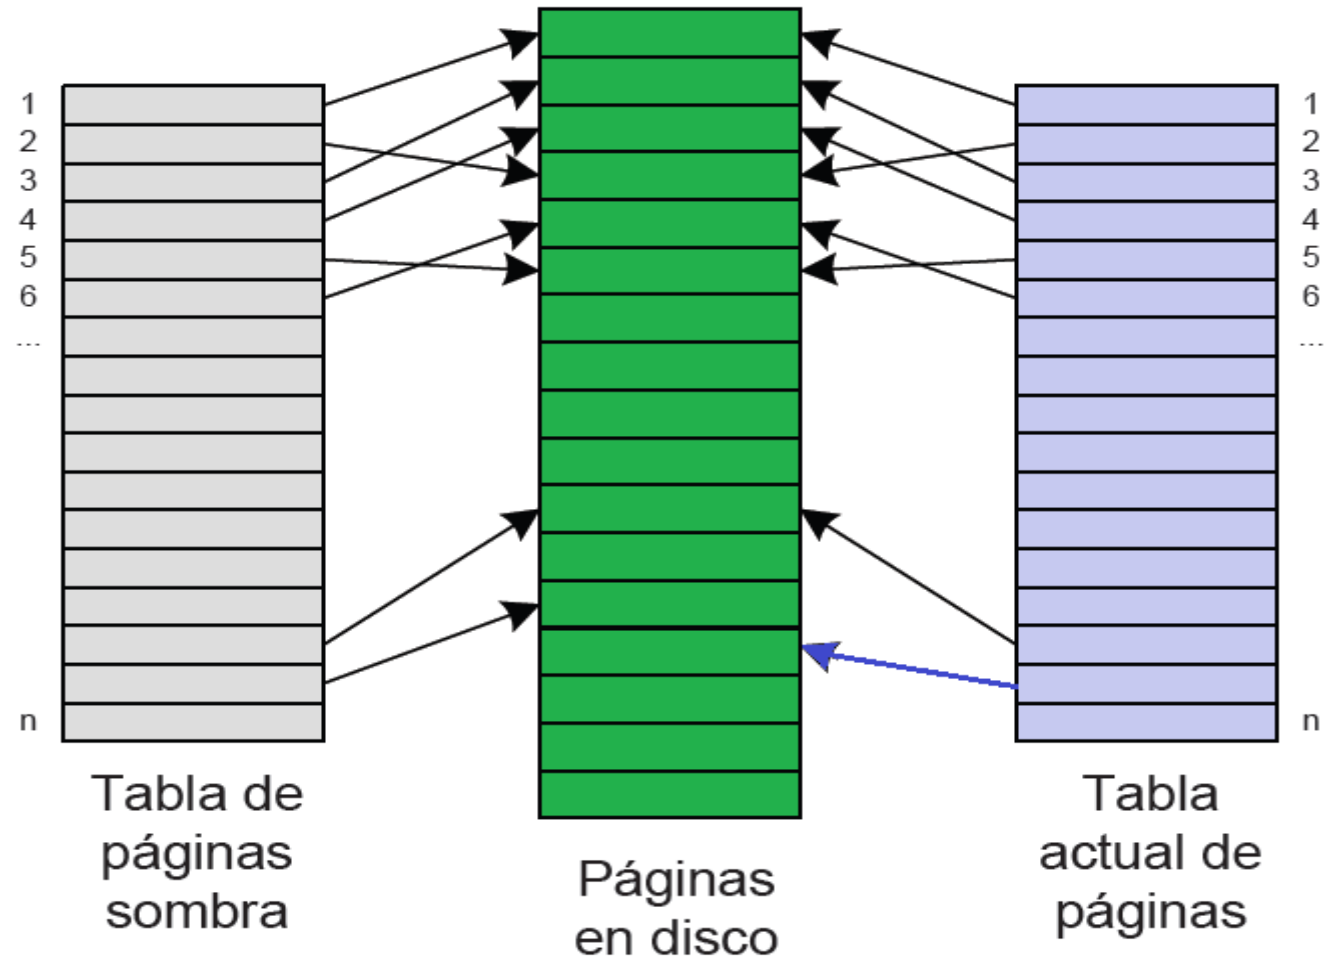 1
2
3
4
5
6
...
n
Tabla de
páginas
sombra
Páginas
en disco
1
2
3
4
5
6
...
n
Tabla
actual de
páginas